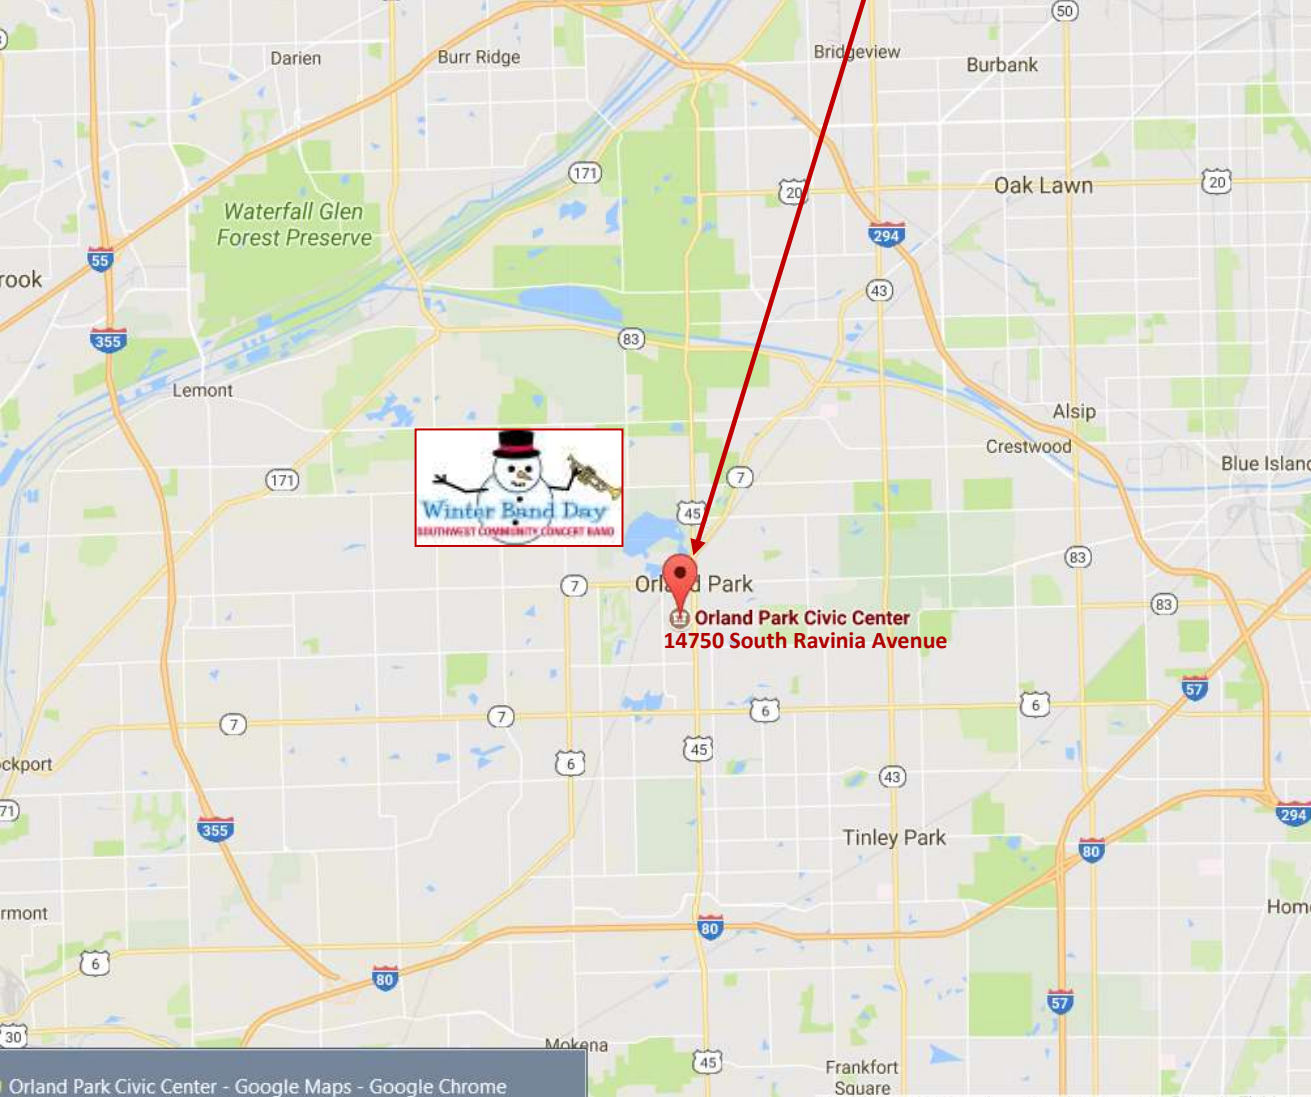 50
Bridgeview
Darien
Burr Ridge
Burbank
171
20
Oak Lawn
20
Waterfall Glen
Forest Preserve
294
55
rook
43
83
355
Lemont
Alsip
Crestwood
Blue Island
171
7
45
Winter Band Day
SOUTHWEST COMMUNITY CONCERT BAND
83
7
Orland Park
83
Orland Park Civic Center
14750 South Ravinia Avenue
57
6
6
7
7
45
6
ckport
43
71
294
355
Tinley Park
80
rmont
Hom
80
6
80
57
30
Mokena
45
Frankfort
Square
Orland Park Civic Center - Google Maps - Google Chrome